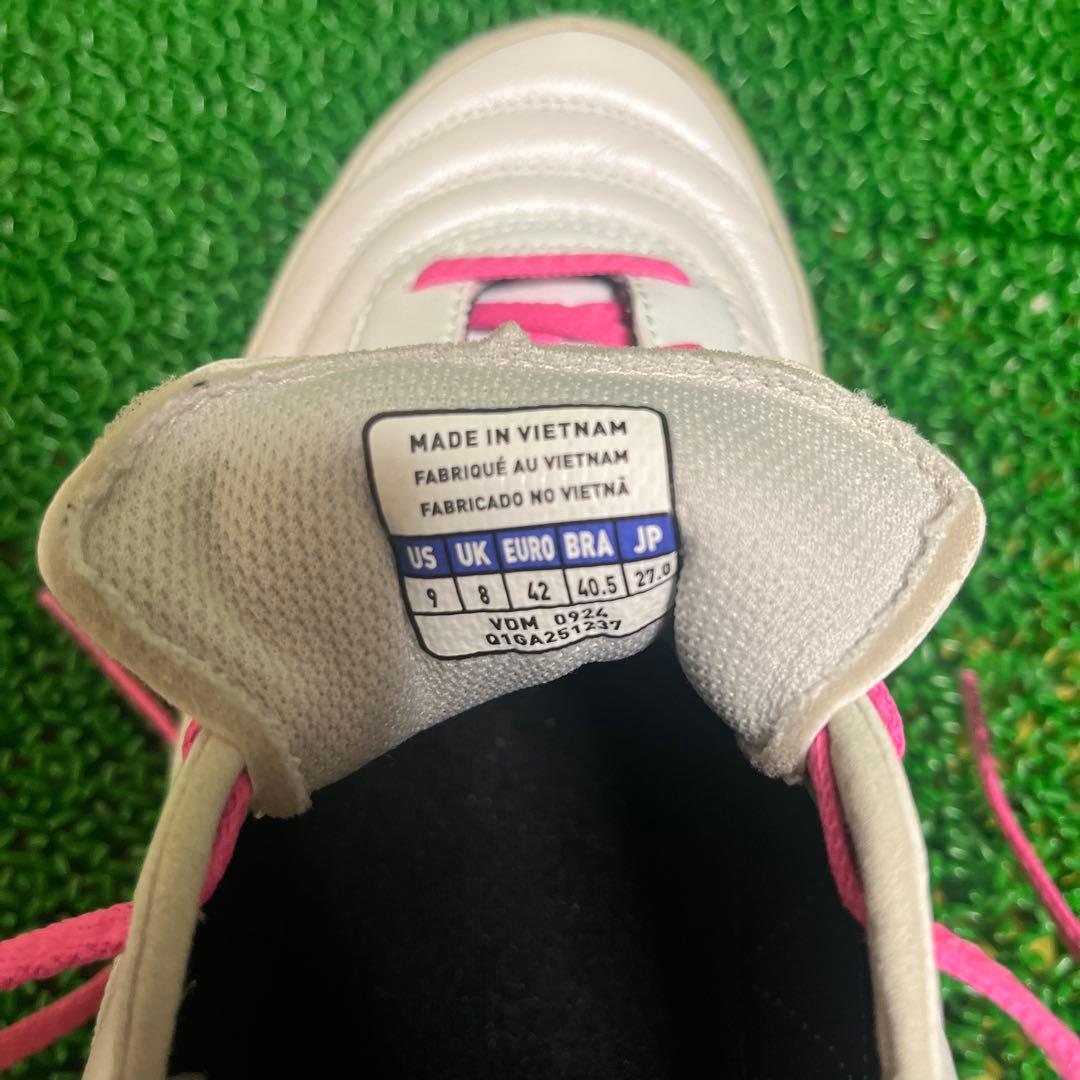 MADE IN VIETNAM
FABRIQUÉ AU VIETNAM
FABRICADO NO VIETNÃ
US UK EURO BRA JP
9 8 42 40.5 27.0
VDM 0924
Q1GA251237